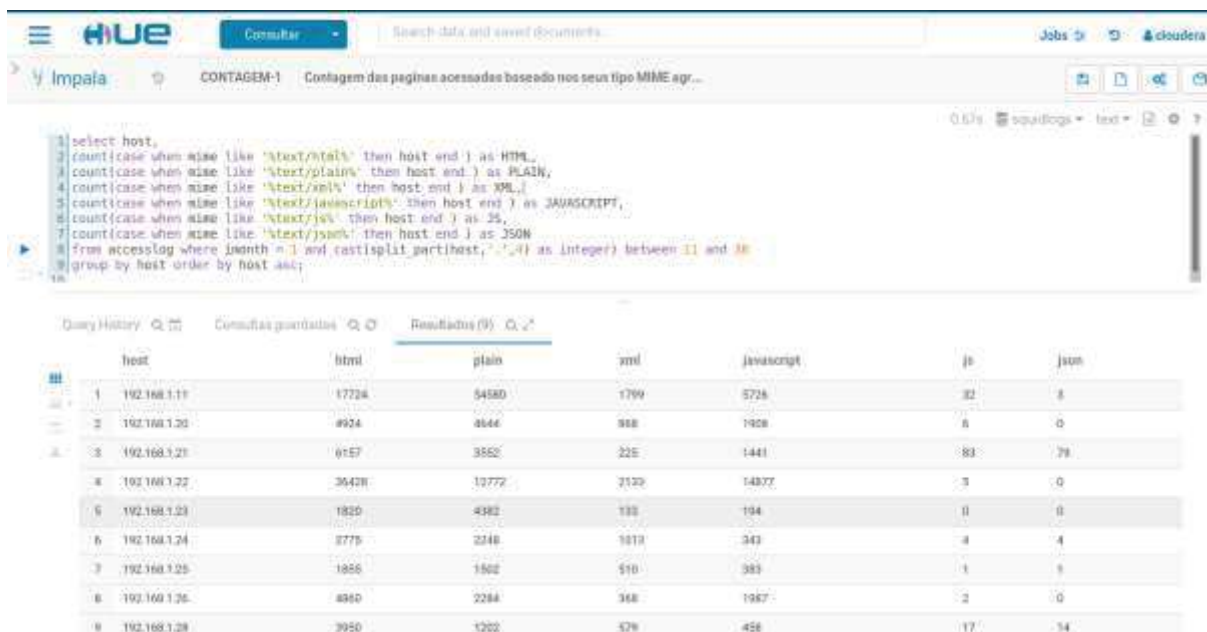 HUE Consultar Search data and saved documents... Jobs cloudera
Impala CONTAGEM-1 Contagem das paginas acessadas baseado nos seus tipo MIME agr...
0.67s squidlogs text ?
1 select host,
2 count(case when mime like '%text/html%' then host end ) as HTML,
3 count(case when mime like '%text/plain%' then host end ) as PLAIN,
4 count(case when mime like '%text/xml%' then host end ) as XML,
5 count(case when mime like '%text/javascript%' then host end ) as JAVASCRIPT,
6 count(case when mime like '%text/js%' then host end ) as JS,
7 count(case when mime like '%text/json%' then host end ) as JSON
8 from accesslog where imonth = 1 and cast(split_part(host,'.',4) as integer) between 11 and 30
9 group by host order by host asc;
10
Query History Consultas guardadas Resultados (9)
host html plain xml javascript js json
1 192.168.1.11 17724 54580 1799 5726 32 3
2 192.168.1.20 4924 4644 1908 6 0
3 192.168.1.21 6157 3552 225 1441 83
4 192.168.1.22 36428 2133 14877 0
5 192.168.1.23 1820 4382 194 0 0
6 192.168.1.24 2248 1013 343 4 4
7 192.168.1.25 1502 510 383 1 1
8 192.168.1.26 4860 2284 368 1987 2 0
9 192.168.1.28 3950 1202 579 458 17 14